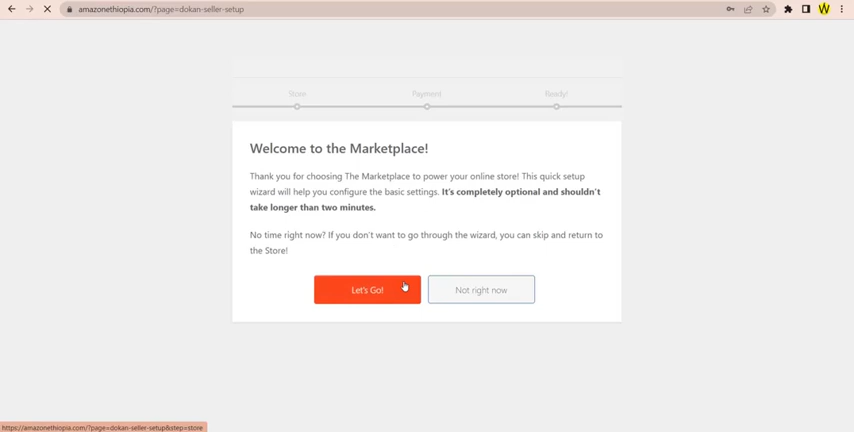 amazonethiopia.com/?page=dokan-seller-setup
W
Store Payment Ready!
Welcome to the Marketplace!
Thank you for choosing The Marketplace to power your online store! This quick setup
wizard will help you configure the basic settings. It's completely optional and shouldn't
take longer than two minutes.
No time right now? If you don't want to go through the wizard, you can skip and return to
the Store!
Let's Go! Not right now
https://amazonethiopia.com/?page=dokan-seller-setup&step=store